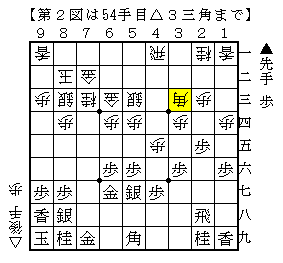 【第２図は54手目△３三角まで】
９ ８ ７ ６ ５ ４ ３ ２ １
香 飛 桂 香 一
玉 金 二
歩 銀 桂 金 銀 角 歩 三
歩 歩 歩 歩 歩 四
歩 歩 五
歩 歩 歩 歩 六
歩 歩 金 銀 歩 七
香 銀 飛 八
玉 桂 金 角 桂 香 九
▲先手 歩
△後手 歩